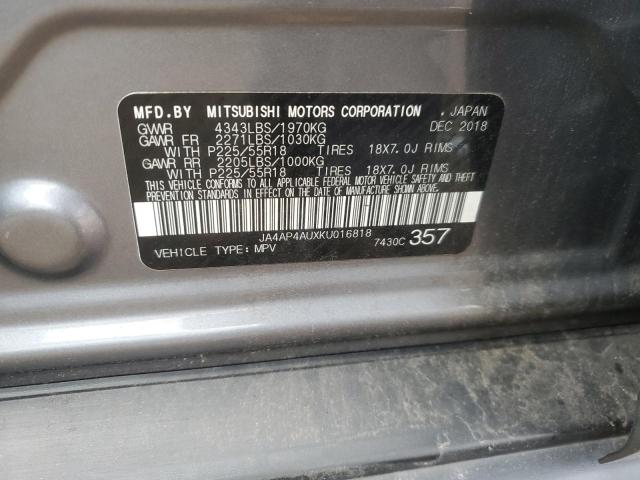 MFD.BY MITSUBISHI MOTORS CORPORATION , JAPAN
GVWR 4343LBS/1970KG DEC 2018
GAWR FR 2271LBS/1030KG
WITH P225/55R18 TIRES 18X7.0J RIMS
GAWR RR 2205LBS/1000KG
WITH P225/55R18 TIRES 18X7.0J RIMS
THIS VEHICLE CONFORMS TO ALL APPLICABLE FEDERAL MOTOR VEHICLE SAFETY AND THEFT
PREVENTION STANDARDS IN EFFECT ON THE DATE OF MANUFACTURE SHOWN ABOVE.
JA4AP4AUXKU016818
VEHICLE TYPE: MPV 7430C 357